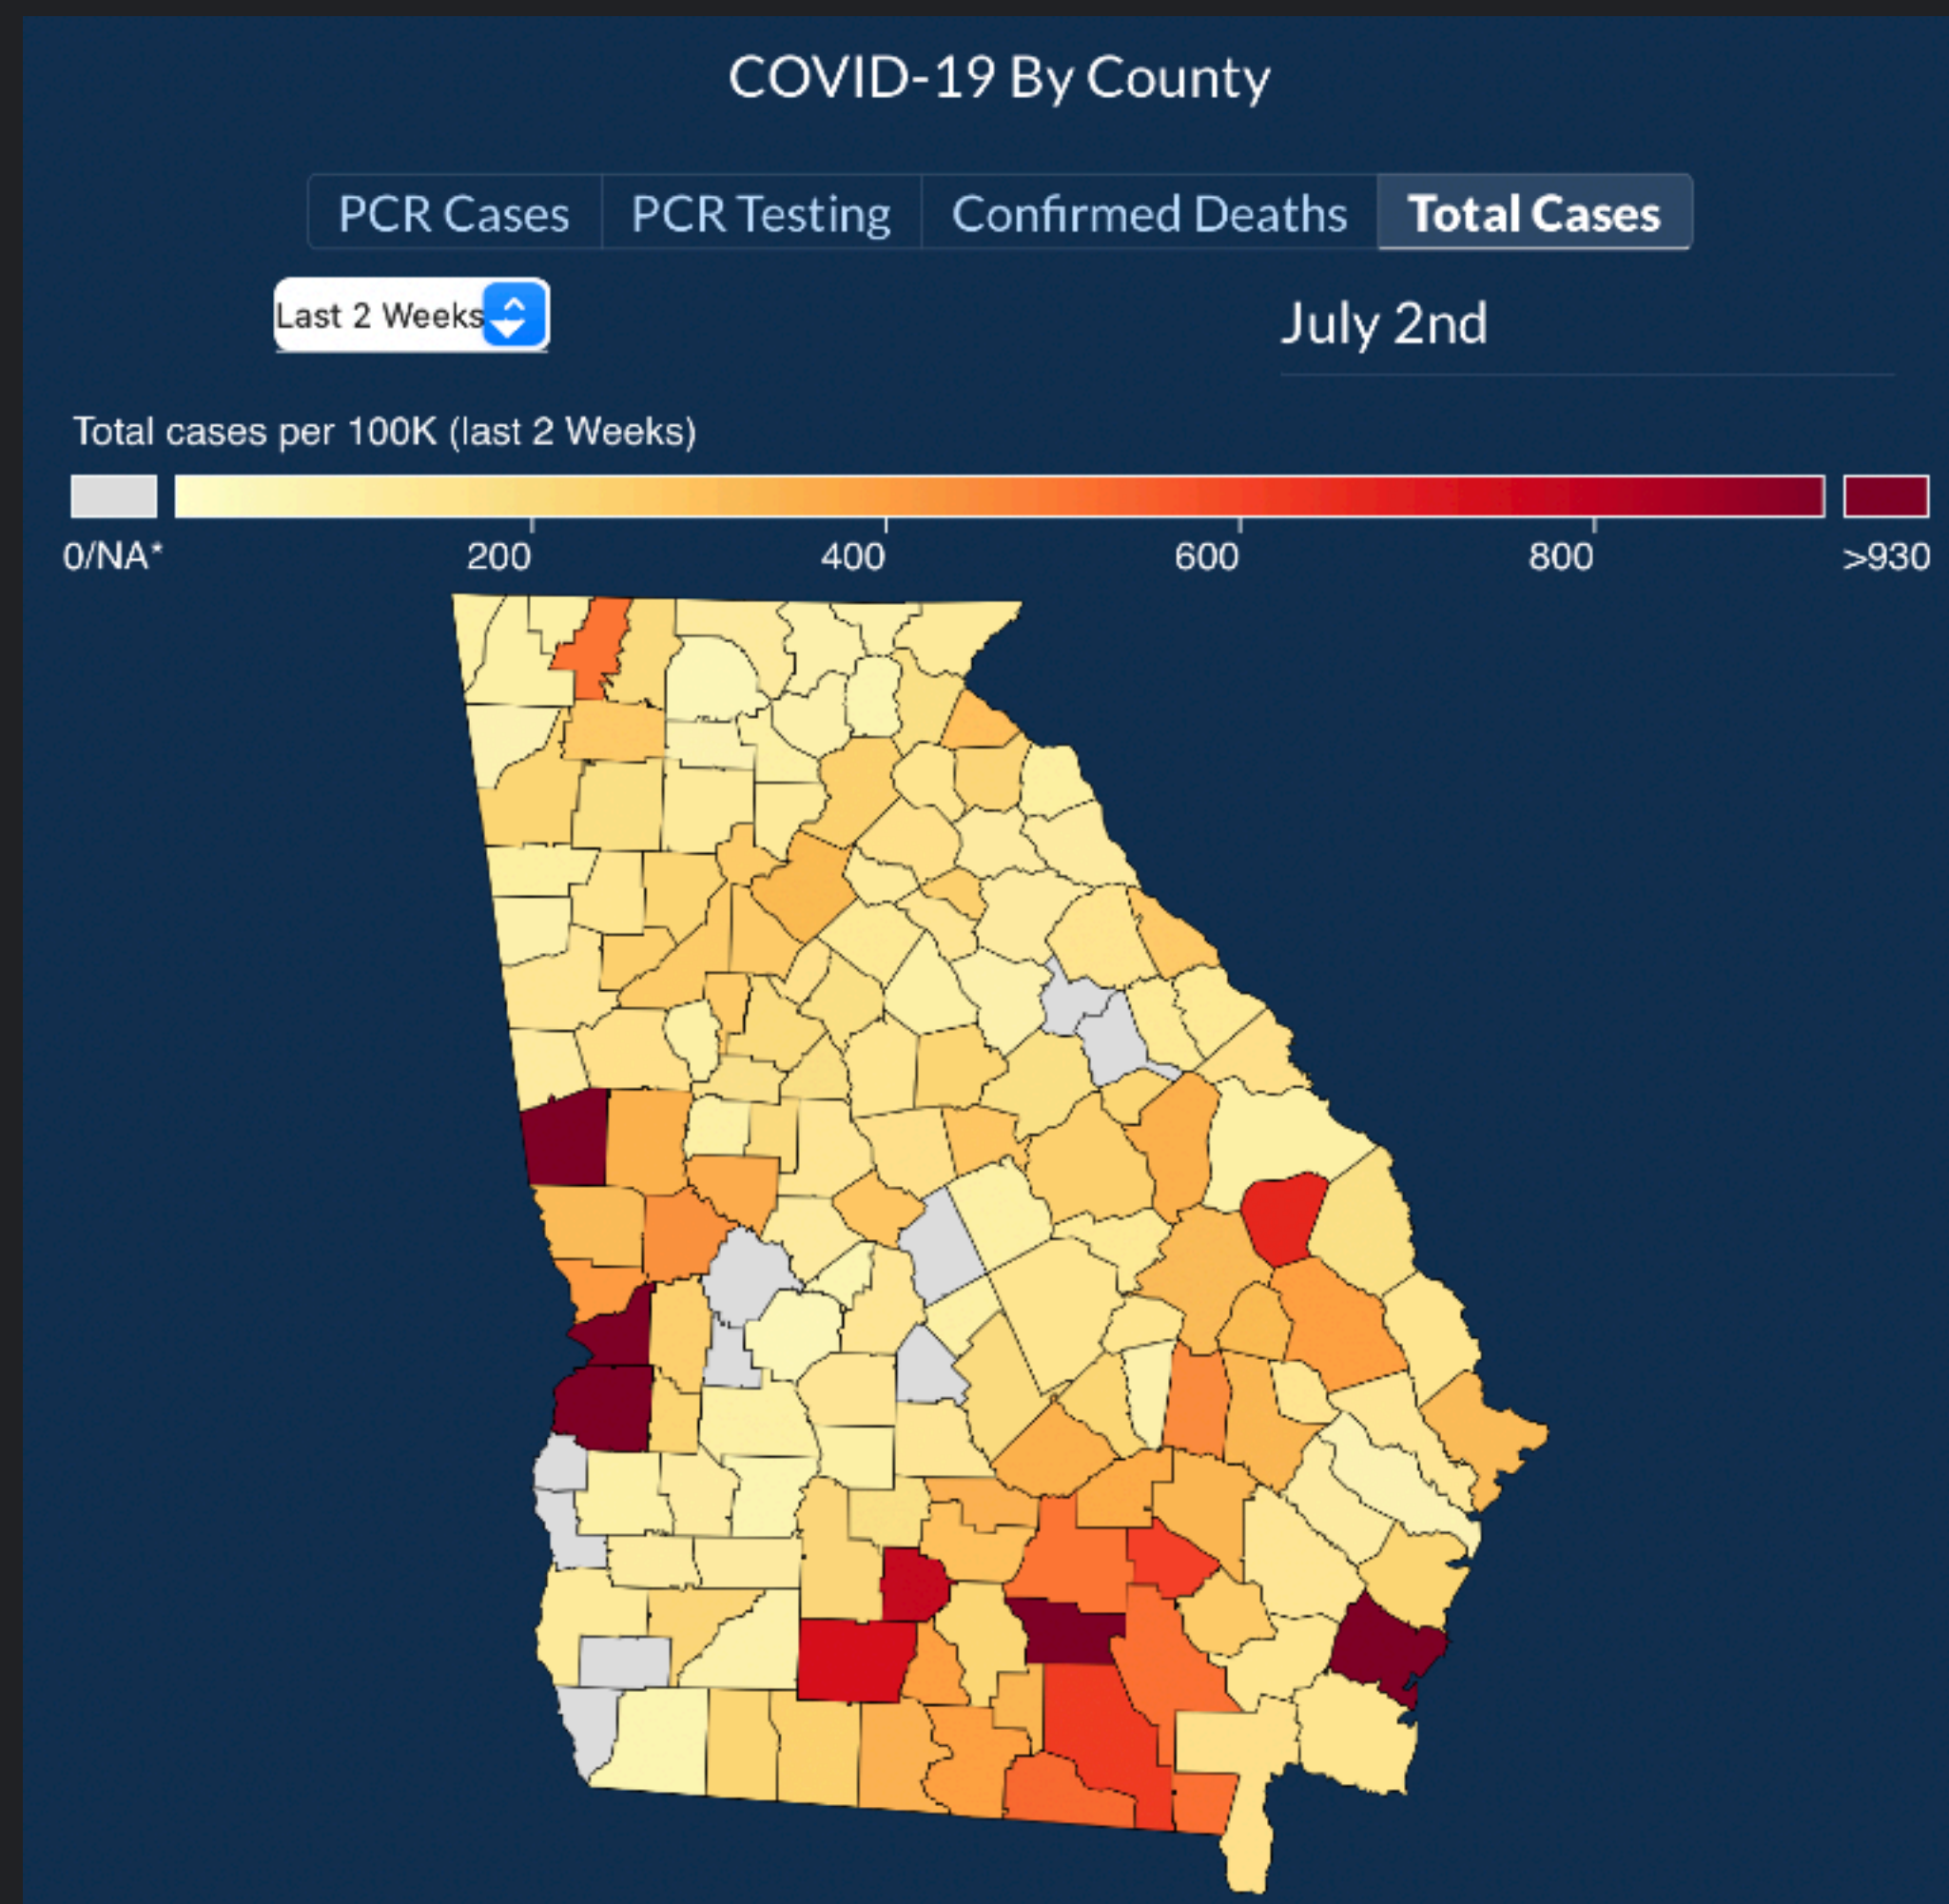 COVID-19 By County
PCR Cases PCR Testing Confirmed Deaths Total Cases
Last 2 Weeks July 2nd
Total cases per 100K (last 2 Weeks)
0/NA* 200 400 600 800 >930